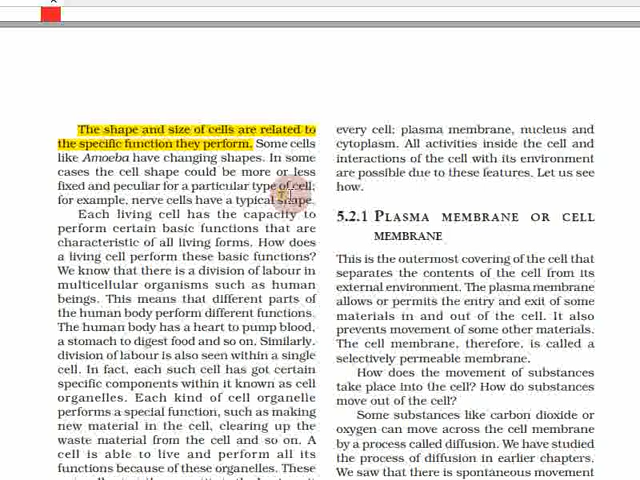 The shape and size of cells are related to
the specific function they perform. Some cells
like Amoeba have changing shapes. In some
cases the cell shape could be more or less
fixed and peculiar for a particular type of cell;
for example, nerve cells have a typical shape.
Each living cell has the capacity to
perform certain basic functions that are
characteristic of all living forms. How does
a living cell perform these basic functions?
We know that there is a division of labour in
multicellular organisms such as human
beings. This means that different parts of
the human body perform different functions.
The human body has a heart to pump blood,
a stomach to digest food and so on. Similarly,
division of labour is also seen within a single
cell. In fact, each such cell has got certain
specific components within it known as cell
organelles. Each kind of cell organelle
performs a special function, such as making
new material in the cell, clearing up the
waste material from the cell and so on. A
cell is able to live and perform all its
functions because of these organelles. These
every cell; plasma membrane, nucleus and
cytoplasm. All activities inside the cell and
interactions of the cell with its environment
are possible due to these features. Let us see
how.
5.2.1 PLASMA MEMBRANE OR CELL
MEMBRANE
This is the outermost covering of the cell that
separates the contents of the cell from its
external environment. The plasma membrane
allows or permits the entry and exit of some
materials in and out of the cell. It also
prevents movement of some other materials.
The cell membrane, therefore, is called a
selectively permeable membrane.
How does the movement of substances
take place into the cell? How do substances
move out of the cell?
Some substances like carbon dioxide or
oxygen can move across the cell membrane
by a process called diffusion. We have studied
the process of diffusion in earlier chapters.
We saw that there is spontaneous movement